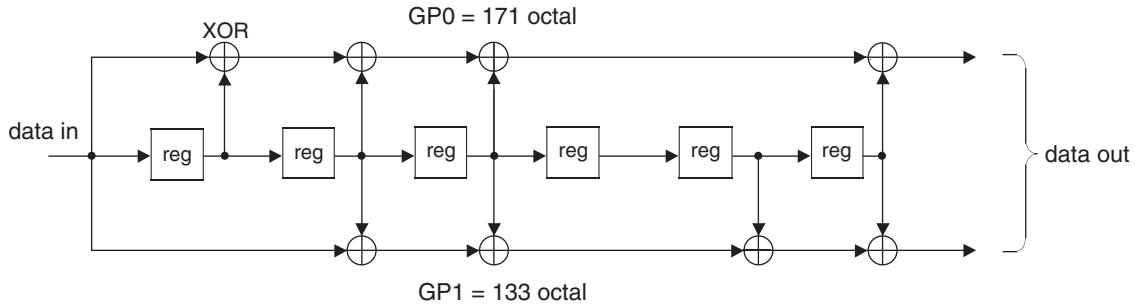 GP0 = 171 octal
XOR
data in
reg reg reg reg reg reg
data out
GP1 = 133 octal